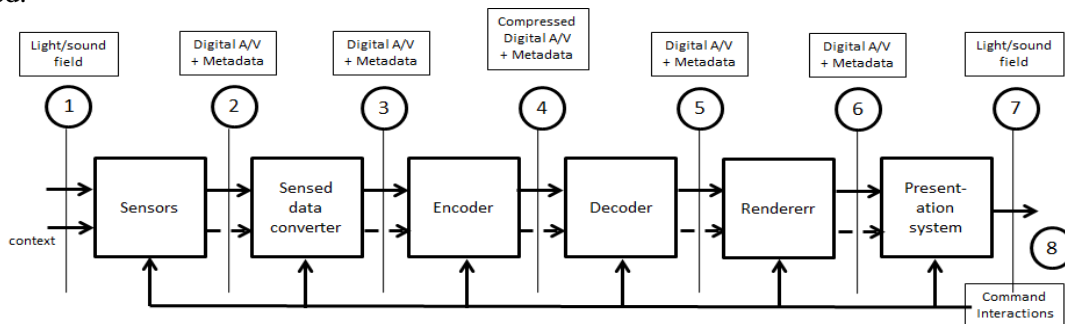 Light/sound
field
Digital A/V
+ Metadata
Digital A/V
+ Metadata
Compressed
Digital A/V
+ Metadata
Digital A/V
+ Metadata
Digital A/V
+ Metadata
Light/sound
field
1
2
3
4
5
6
7
Sensors
Sensed
data
converter
Encoder
Decoder
Rendererr
Present-
ation
system
context
8
Command
Interactions